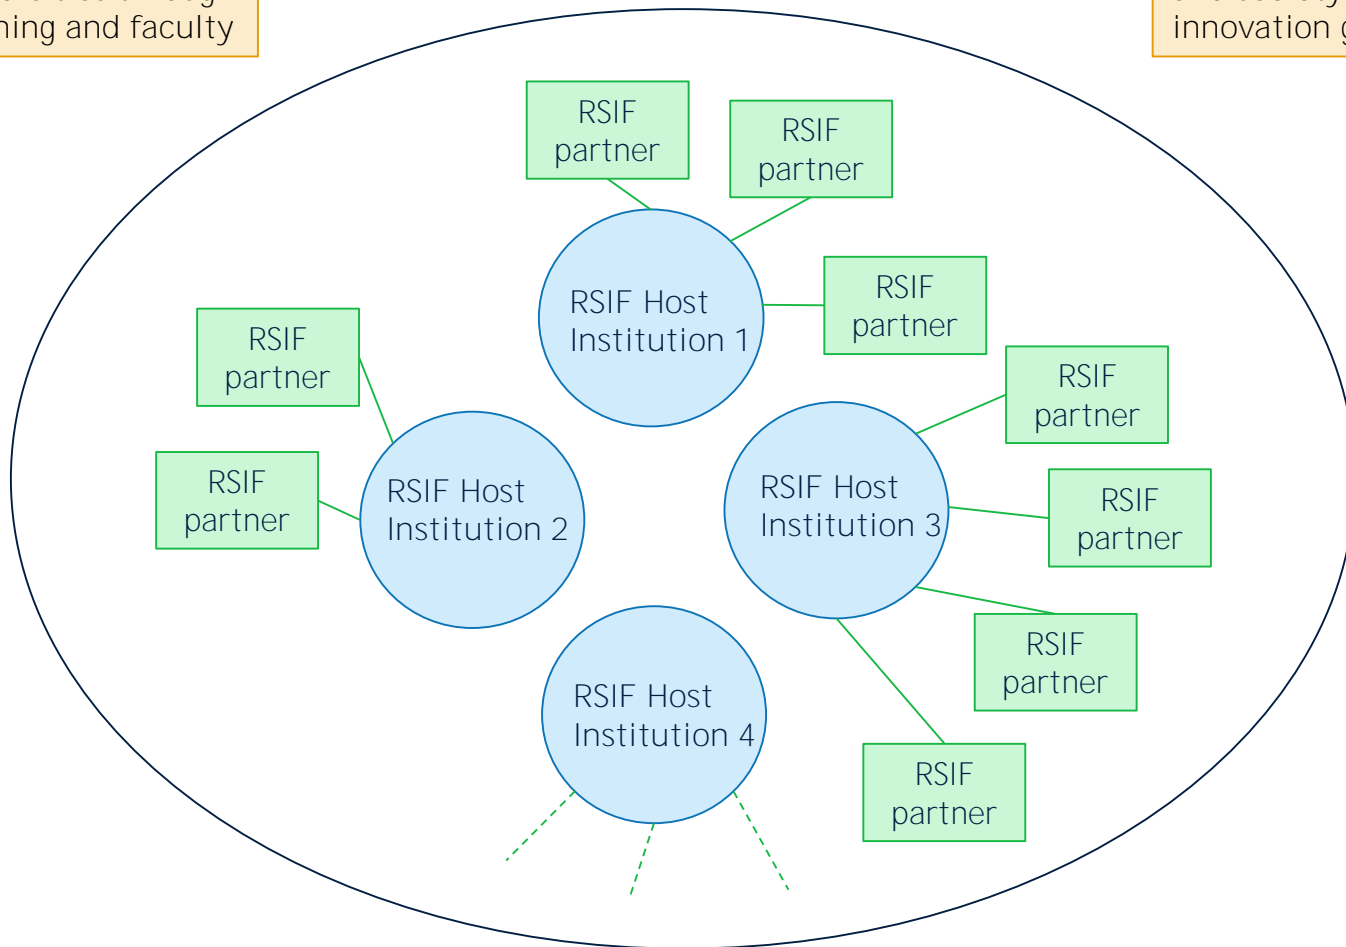 ning and faculty
innovation
RSIF
partner
RSIF
partner
RSIF Host
Institution 1
RSIF
partner
RSIF
partner
RSIF
partner
RSIF Host
Institution 2
RSIF
partner
RSIF Host
Institution 3
RSIF
partner
RSIF
partner
RSIF Host
Institution 4
RSIF
partner
RSIF
partner